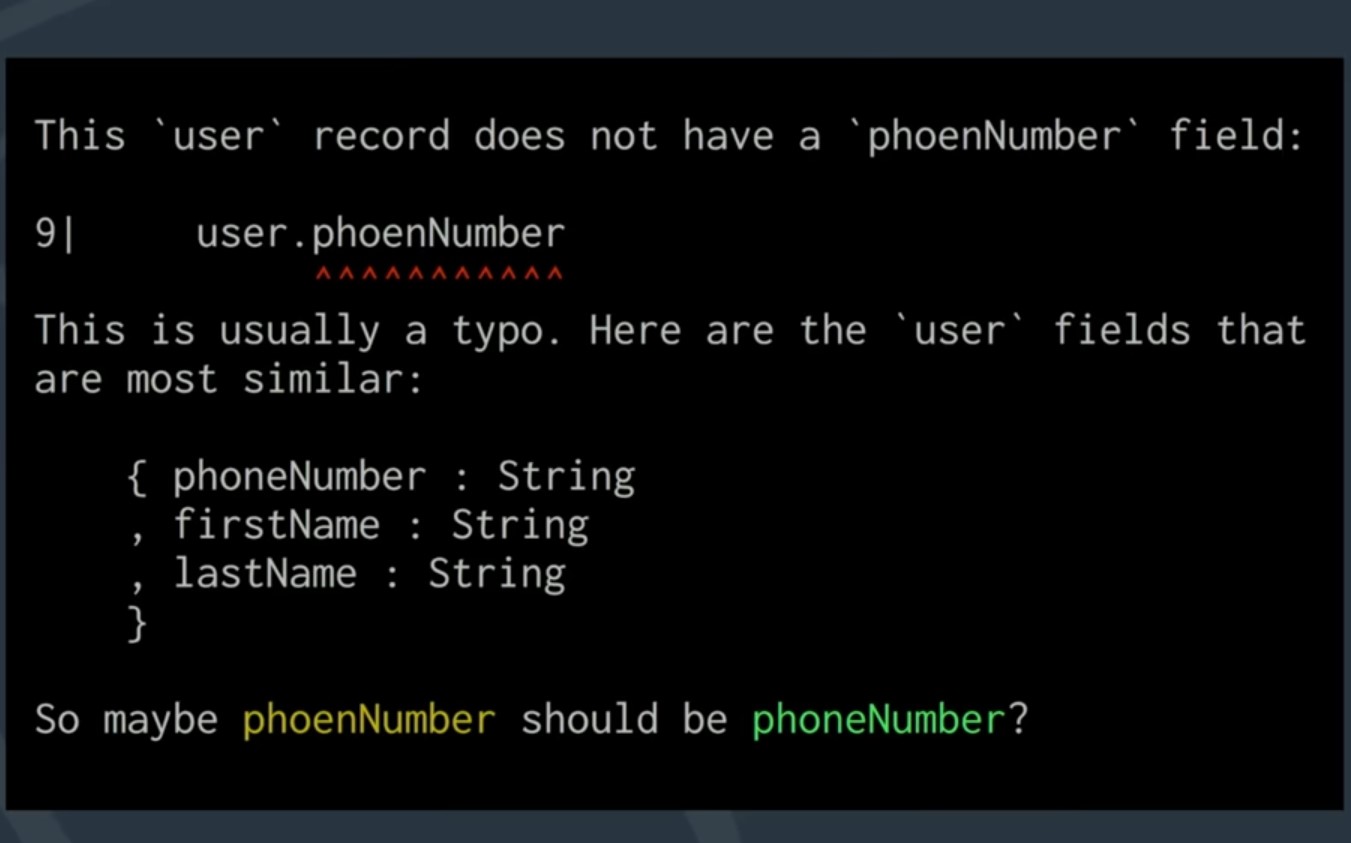 This `user` record does not have a `phoenNumber` field:
9|     user.phoenNumber
            ^^^^^^^^^^^
This is usually a typo. Here are the `user` fields that
are most similar:
    { phoneNumber : String
    , firstName : String
    , lastName : String
    }
So maybe phoenNumber should be phoneNumber?